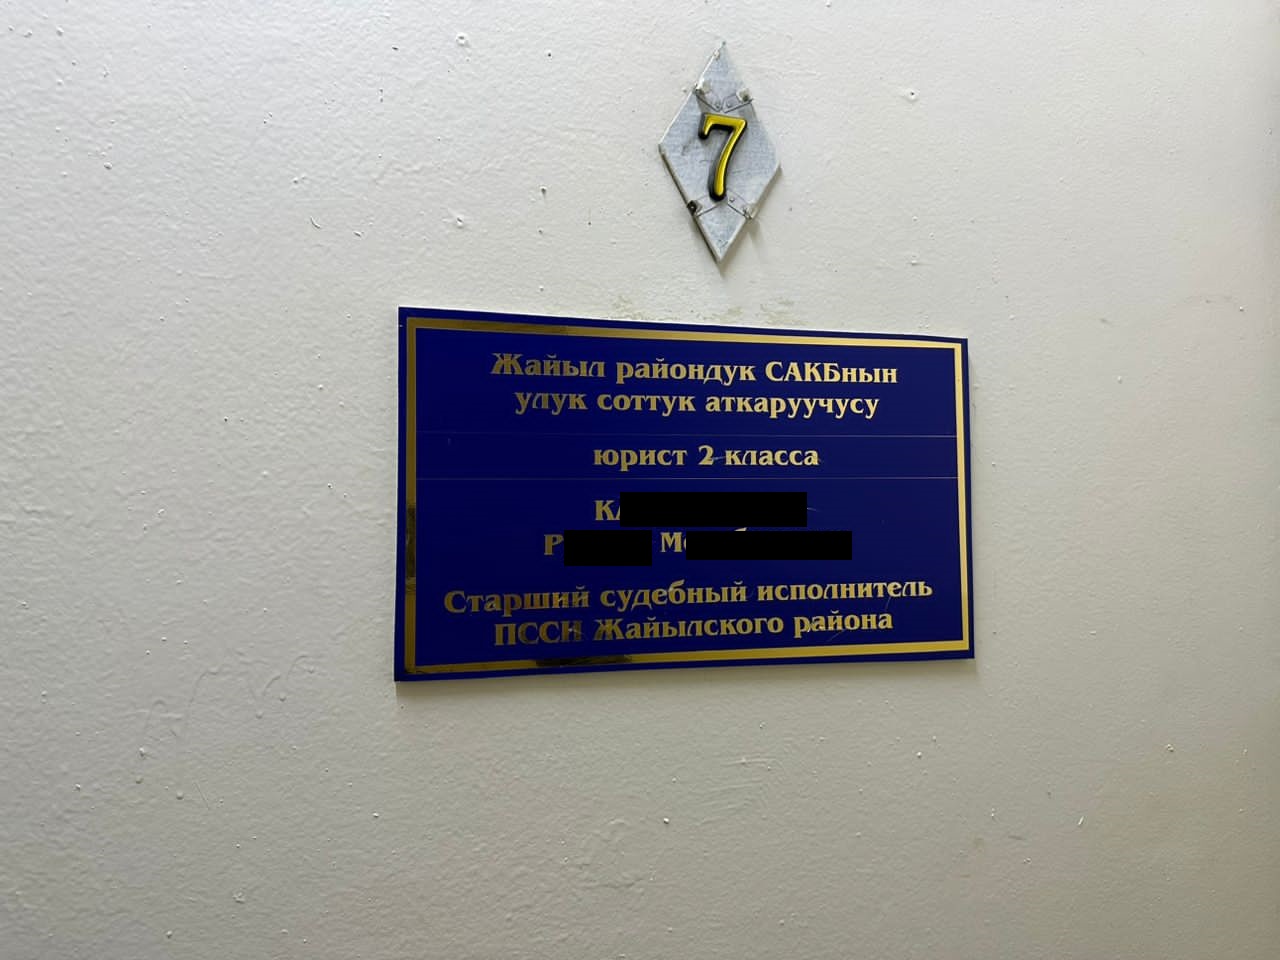 7
Жайыл райондук САКБнын
улук соттук аткаруучусу
юрист 2 класса
Старший судебный исполнитель
ПССН Жайылского района